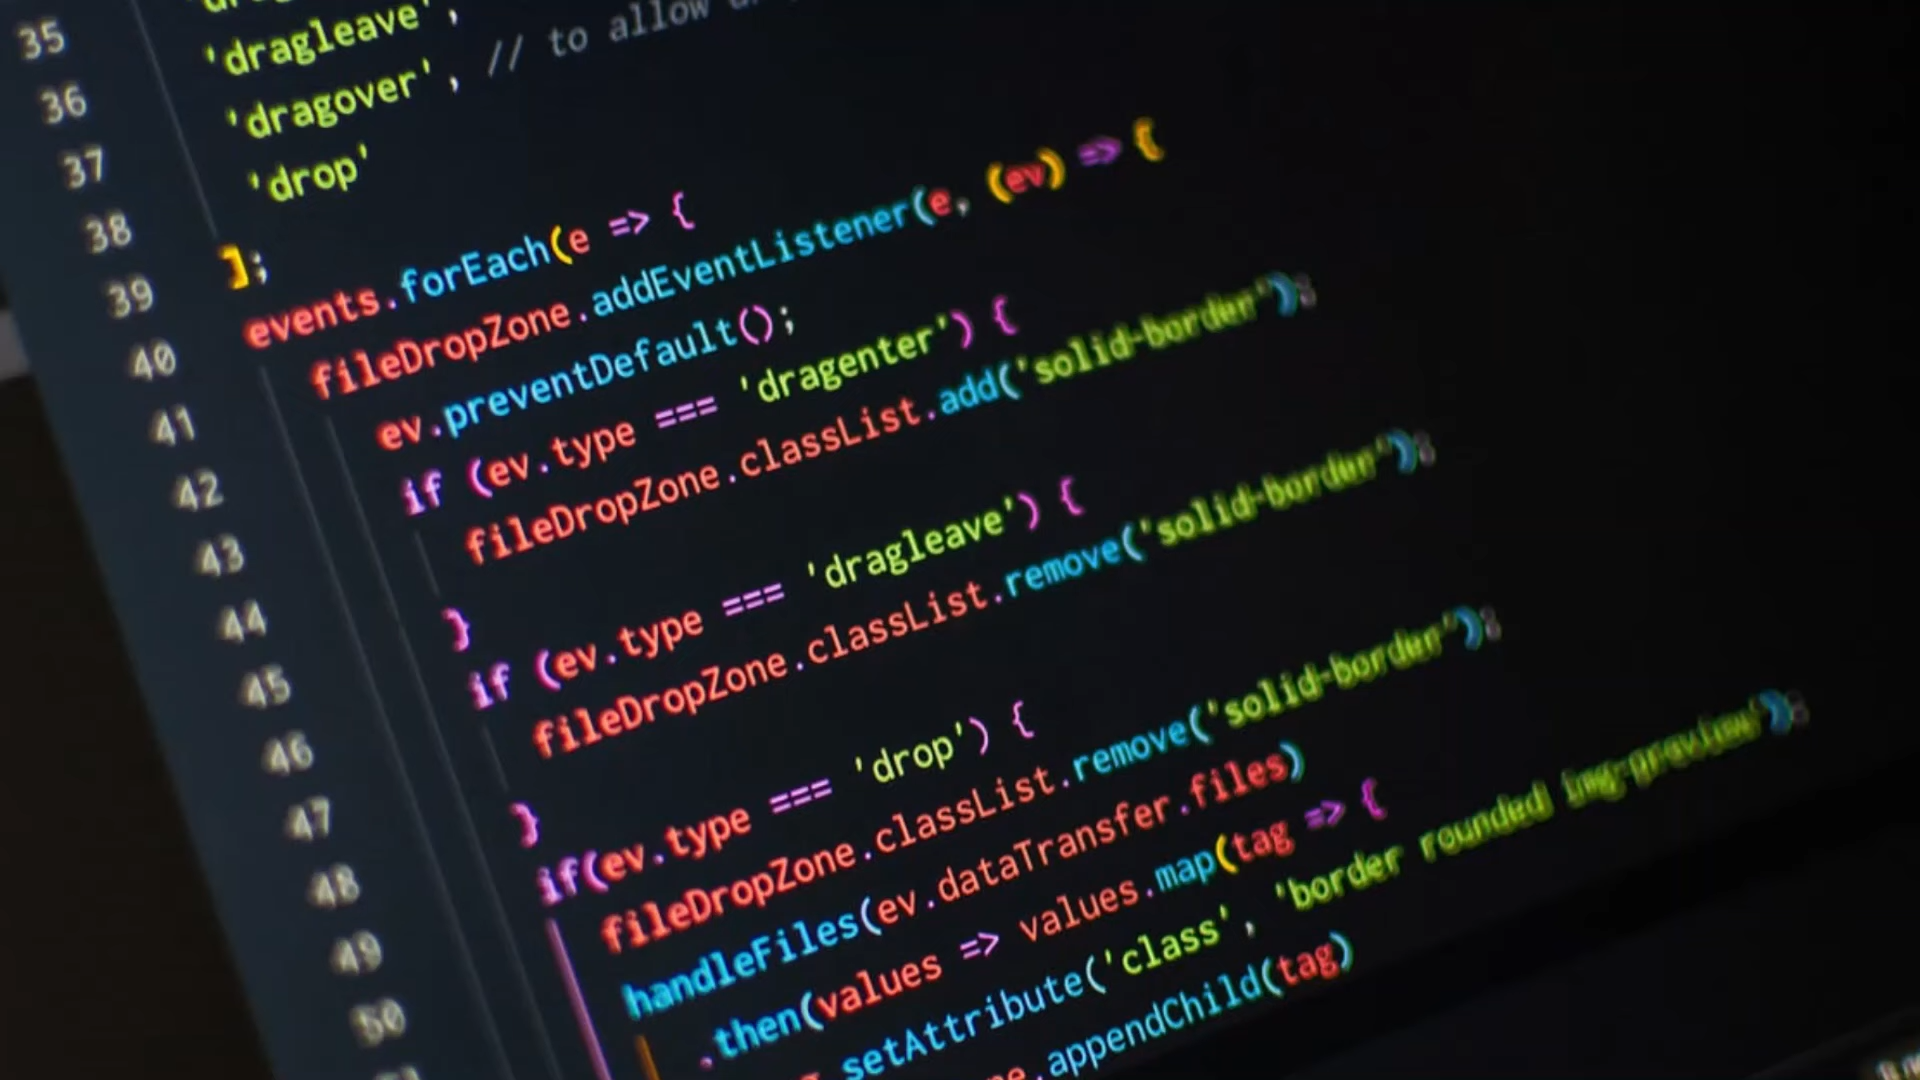 35 'dragleave',
36 'dragover', // to allow
37 'drop'
38 ];
39 events.forEach(e => {
40 fileDropZone.addEventListener(e, (ev) => {
41 ev.preventDefault();
42 if (ev.type === 'dragenter') {
43 fileDropZone.classList.add('solid-border');
44 }
45 if (ev.type === 'dragleave') {
46 fileDropZone.classList.remove('solid-border');
47 }
48 if(ev.type === 'drop') {
49 fileDropZone.classList.remove('solid-border');
50 handleFiles(ev.dataTransfer.files)
.then(values => values.map(tag => {
setAttribute('class', 'border rounded img-preview');
.appendChild(tag)